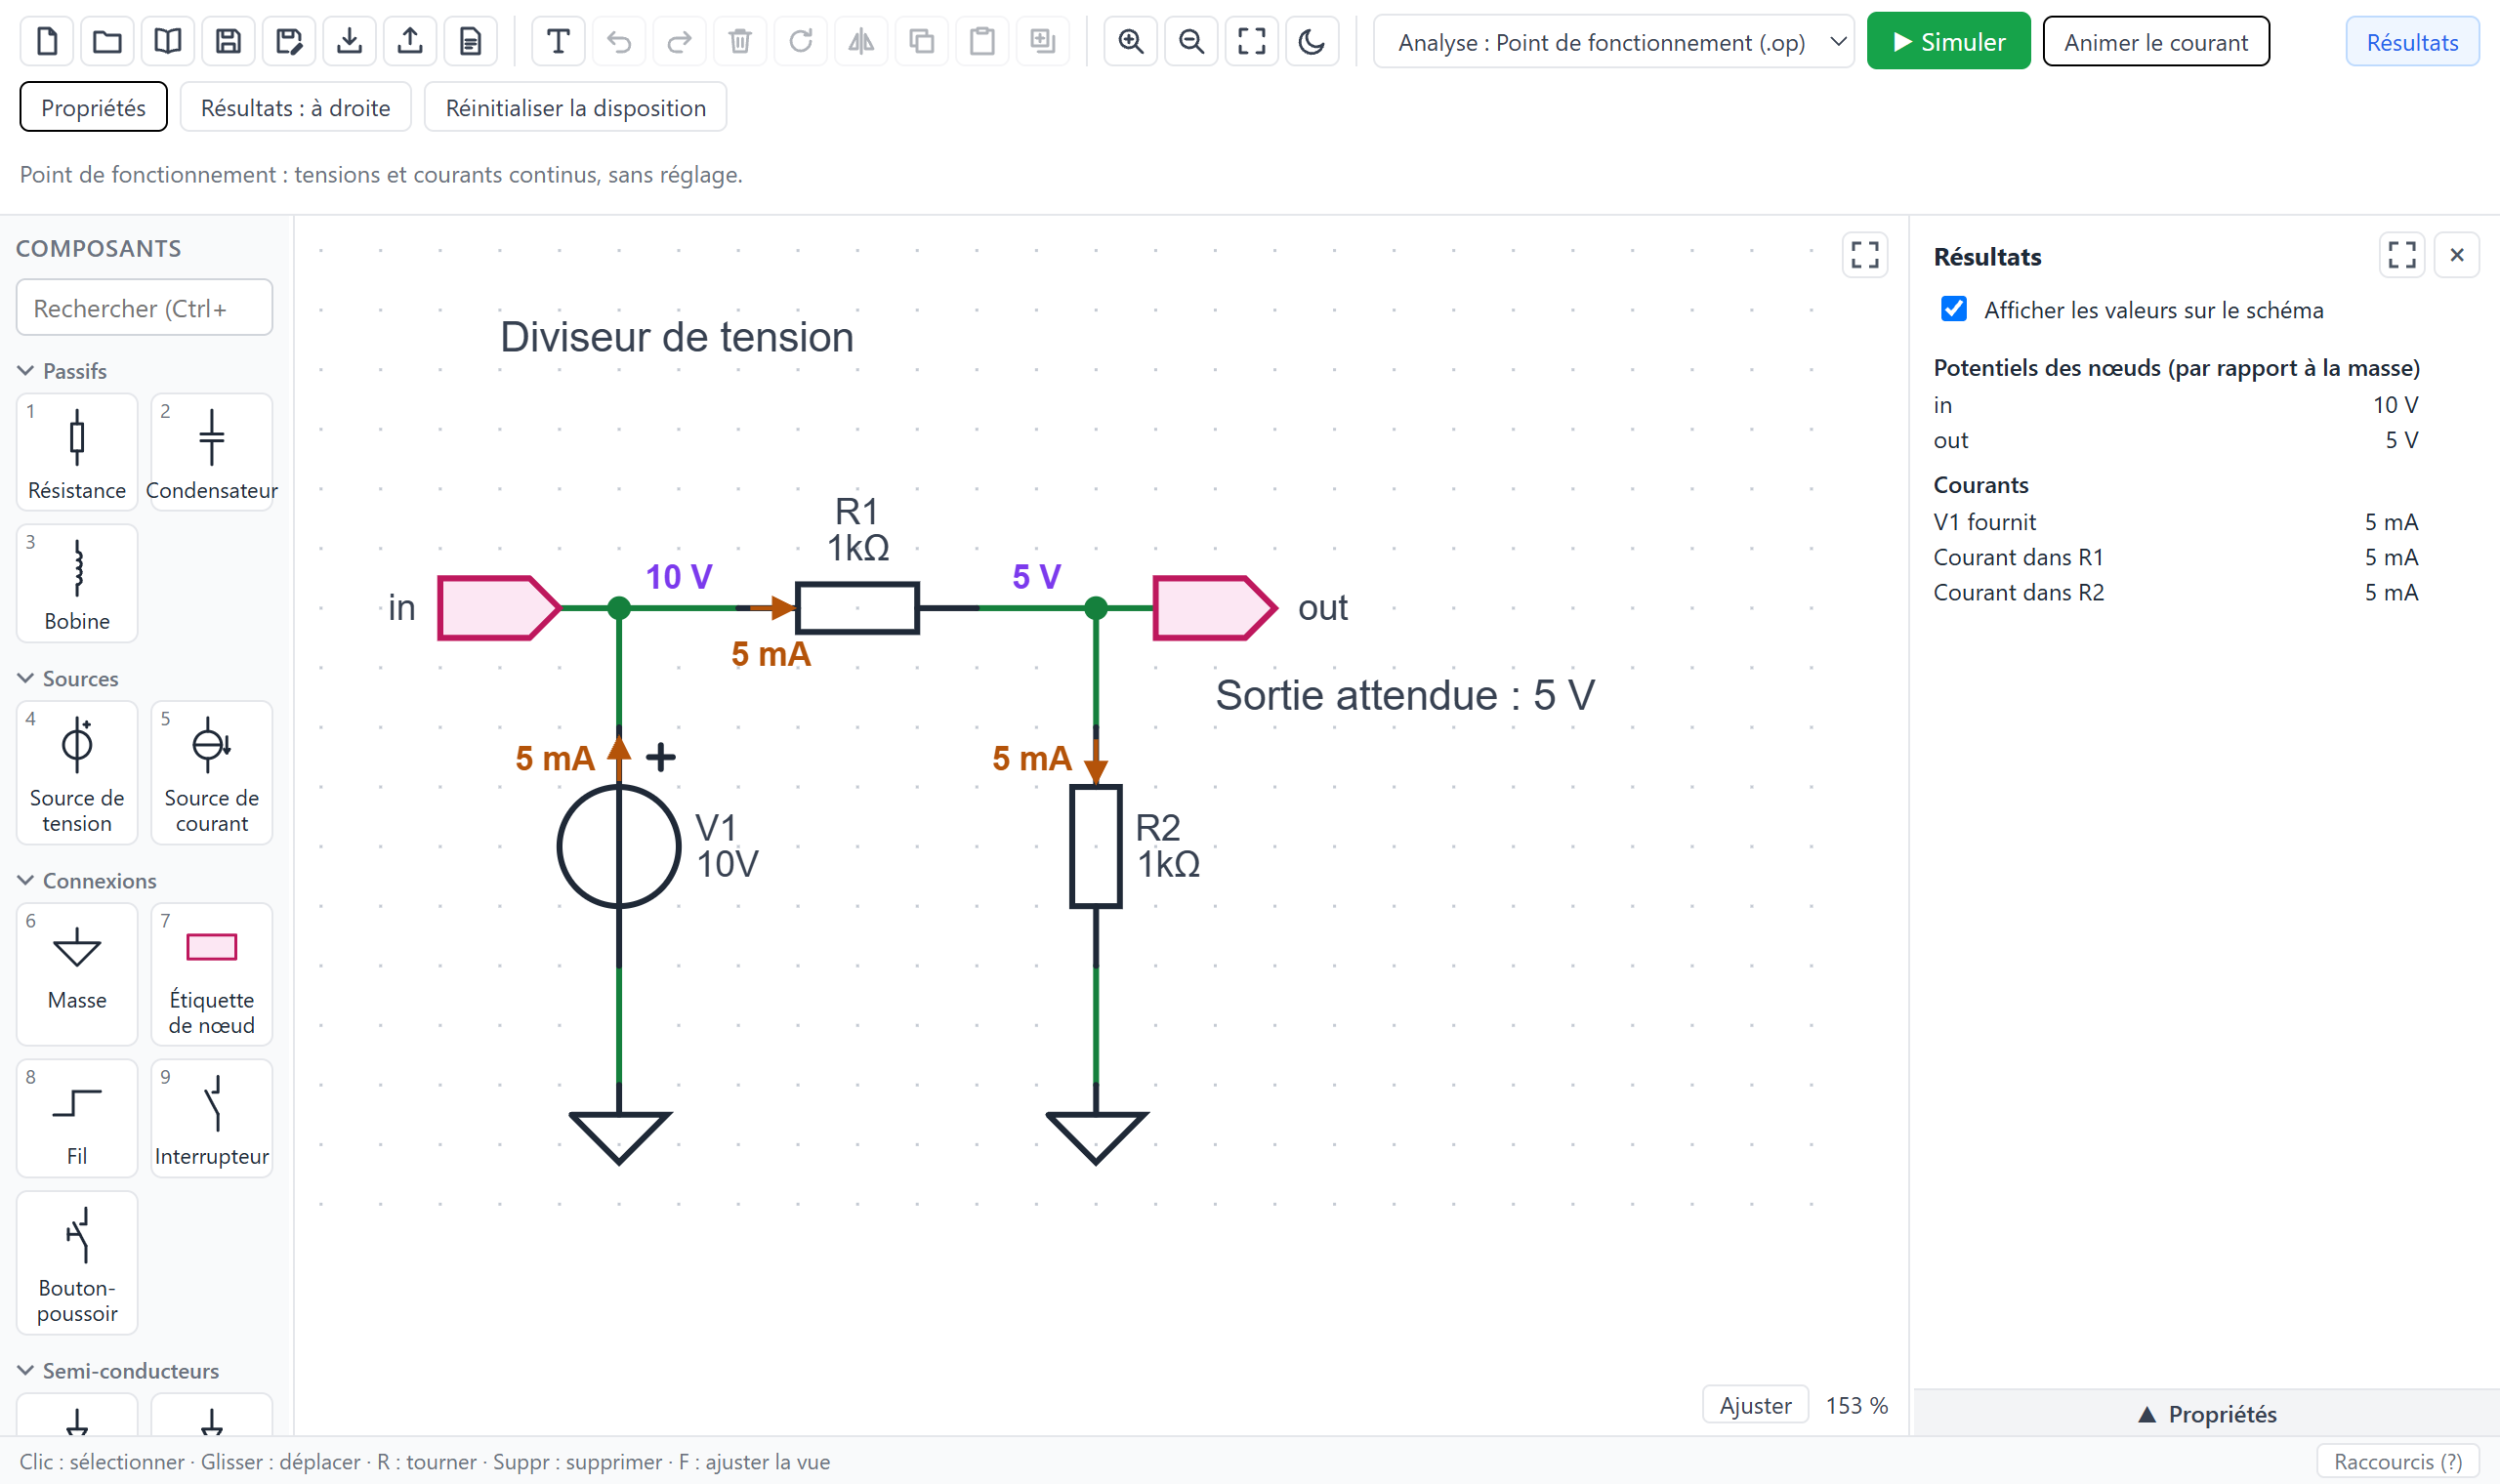 Analyse : Point de fonctionnement (.op)
▶ Simuler
Animer le courant
Résultats
Propriétés
Résultats : à droite
Réinitialiser la disposition
Point de fonctionnement : tensions et courants continus, sans réglage.
COMPOSANTS
Rechercher (Ctrl+
Passifs
1
Résistance
2
Condensateur
3
Bobine
Sources
4
Source de
tension
5
Source de
courant
Connexions
6
Masse
7
Étiquette
de nœud
8
Fil
9
Interrupteur
Bouton-
poussoir
Semi-conducteurs
Diviseur de tension
R1
1kΩ
in
10 V
5 V
out
5 mA
Sortie attendue : 5 V
5 mA
+
5 mA
V1
10V
R2
1kΩ
Ajuster
153 %
Résultats
Afficher les valeurs sur le schéma
Potentiels des nœuds (par rapport à la masse)
in 10 V
out 5 V
Courants
V1 fournit 5 mA
Courant dans R1 5 mA
Courant dans R2 5 mA
▲ Propriétés
Clic : sélectionner · Glisser : déplacer · R : tourner · Suppr : supprimer · F : ajuster la vue
Raccourcis (?)